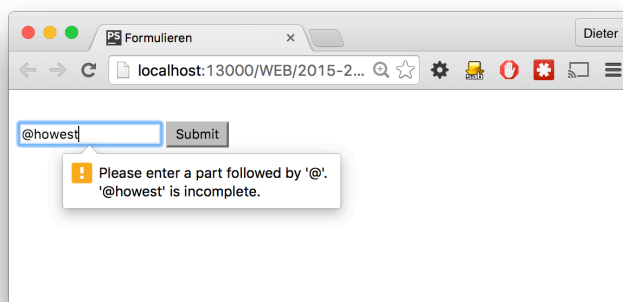 PS Formulieren
Dieter
localhost:13000/WEB/2015-2...
@howest
Submit
Please enter a part followed by '@'.
'@howest' is incomplete.